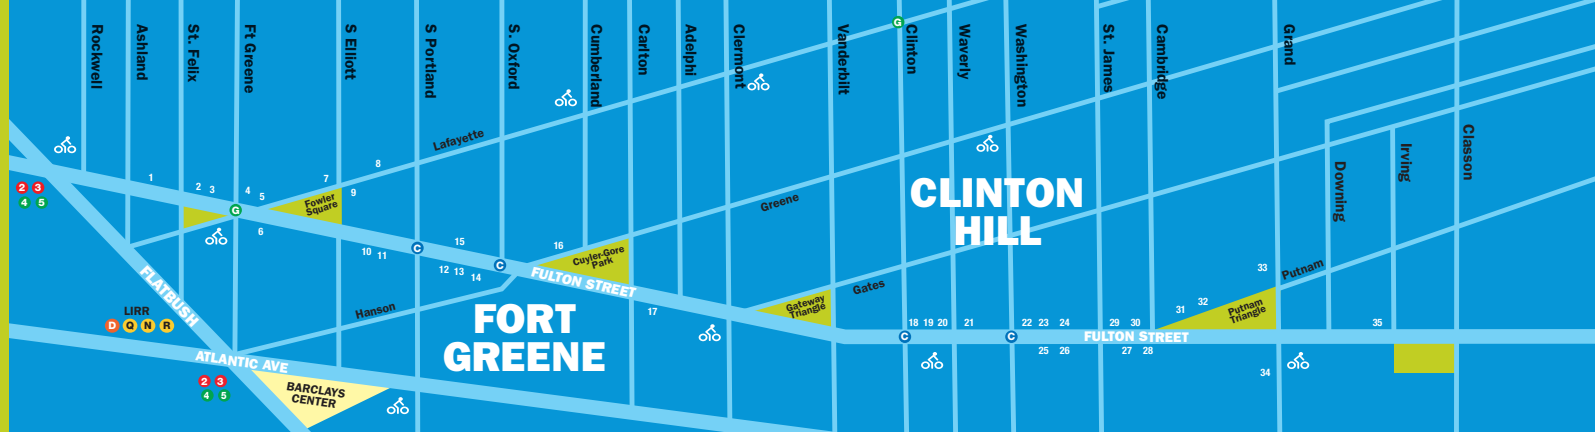 Rockwell
Ashland
St. Felix
Ft Greene
S Elliott
S Portland
S. Oxford
Cumberland
Carlton
Adelphi
Clermont
Vanderbilt
G
Clinton
Waverly
Washington
St. James
Cambridge
Grand
Lafayette
Downing
Irving
Classon
1
2 3
4
5
7
8
9
2 3
4 5
G
6
Fowler
Square
Greene
CLINTON
HILL
10 11
C
15
12 13
14
C
16
Cuyler-Gore
Park
FULTON STREET
17
FLATBUSH
LIRR
D Q N R
Hanson
FORT
GREENE
Gateway
Triangle
Gates
33
Putnam
31
32
Putnam
Triangle
18 19 20
21
22 23 24
29 30
35
C
C
FULTON STREET
25 26
27 28
34
ATLANTIC AVE
2 3
4 5
BARCLAYS
CENTER